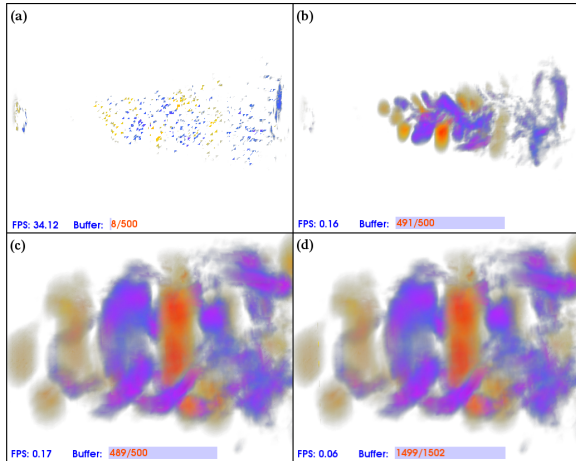 (a)
(b)
FPS: 34.12 Buffer: 8/500
FPS: 0.16 Buffer: 491/500
(c)
(d)
FPS: 0.17 Buffer: 489/500
FPS: 0.06 Buffer: 1499/1502